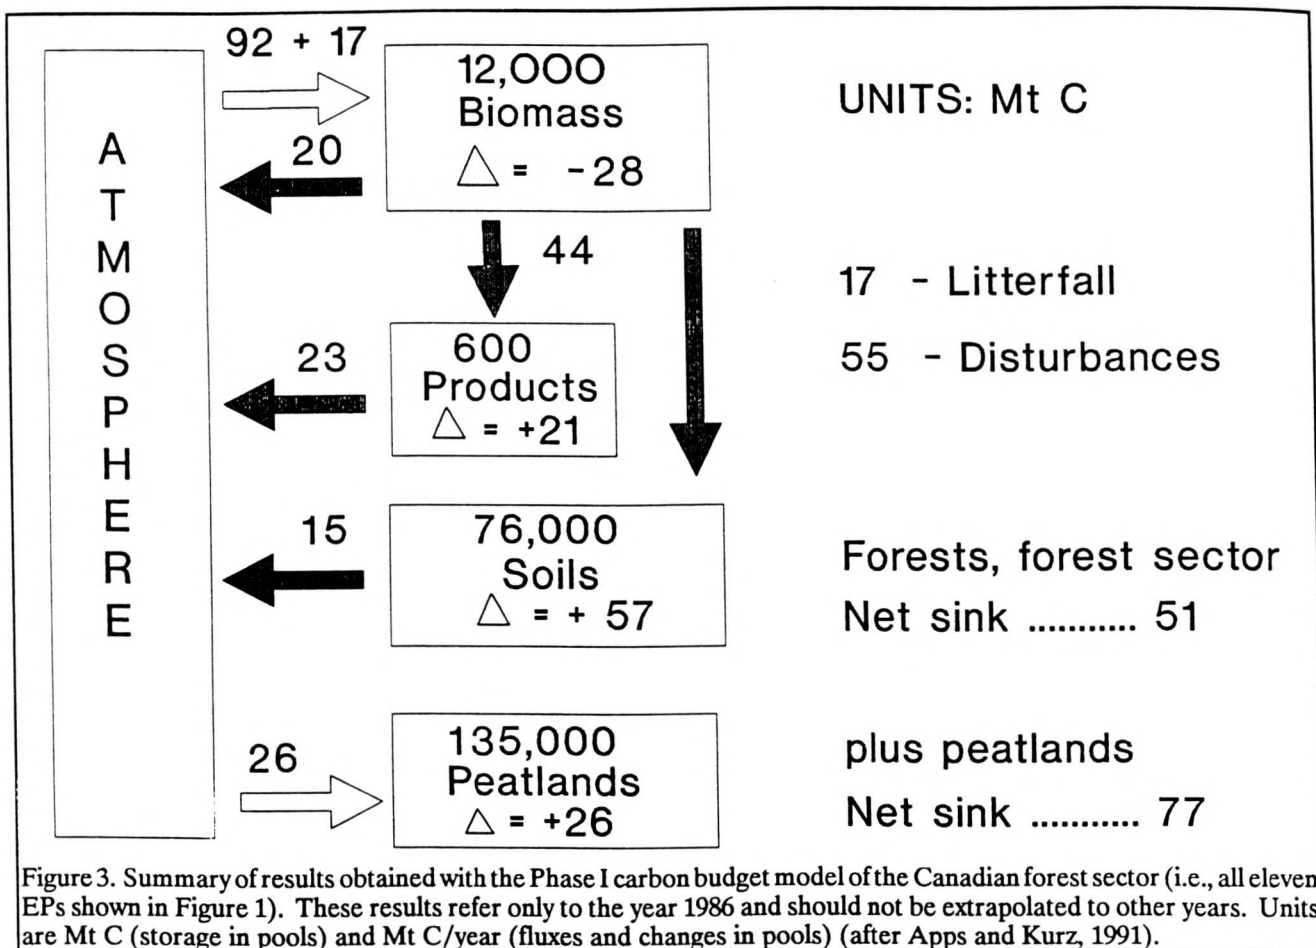 ATMOSPHERE
92 + 17
12,000
Biomass
△ = -28
20
44
600
Products
△ = +21
23
15
76,000
Soils
△ = + 57
26
135,000
Peatlands
△ = +26
UNITS: Mt C
17 - Litterfall
55 - Disturbances
Forests, forest sector
Net sink ........... 51
plus peatlands
Net sink ........... 77
Figure 3. Summary of results obtained with the Phase I carbon budget model of the Canadian forest sector (i.e., all eleven
EPs shown in Figure 1). These results refer only to the year 1986 and should not be extrapolated to other years. Units
are Mt C (storage in pools) and Mt C/year (fluxes and changes in pools) (after Apps and Kurz, 1991).